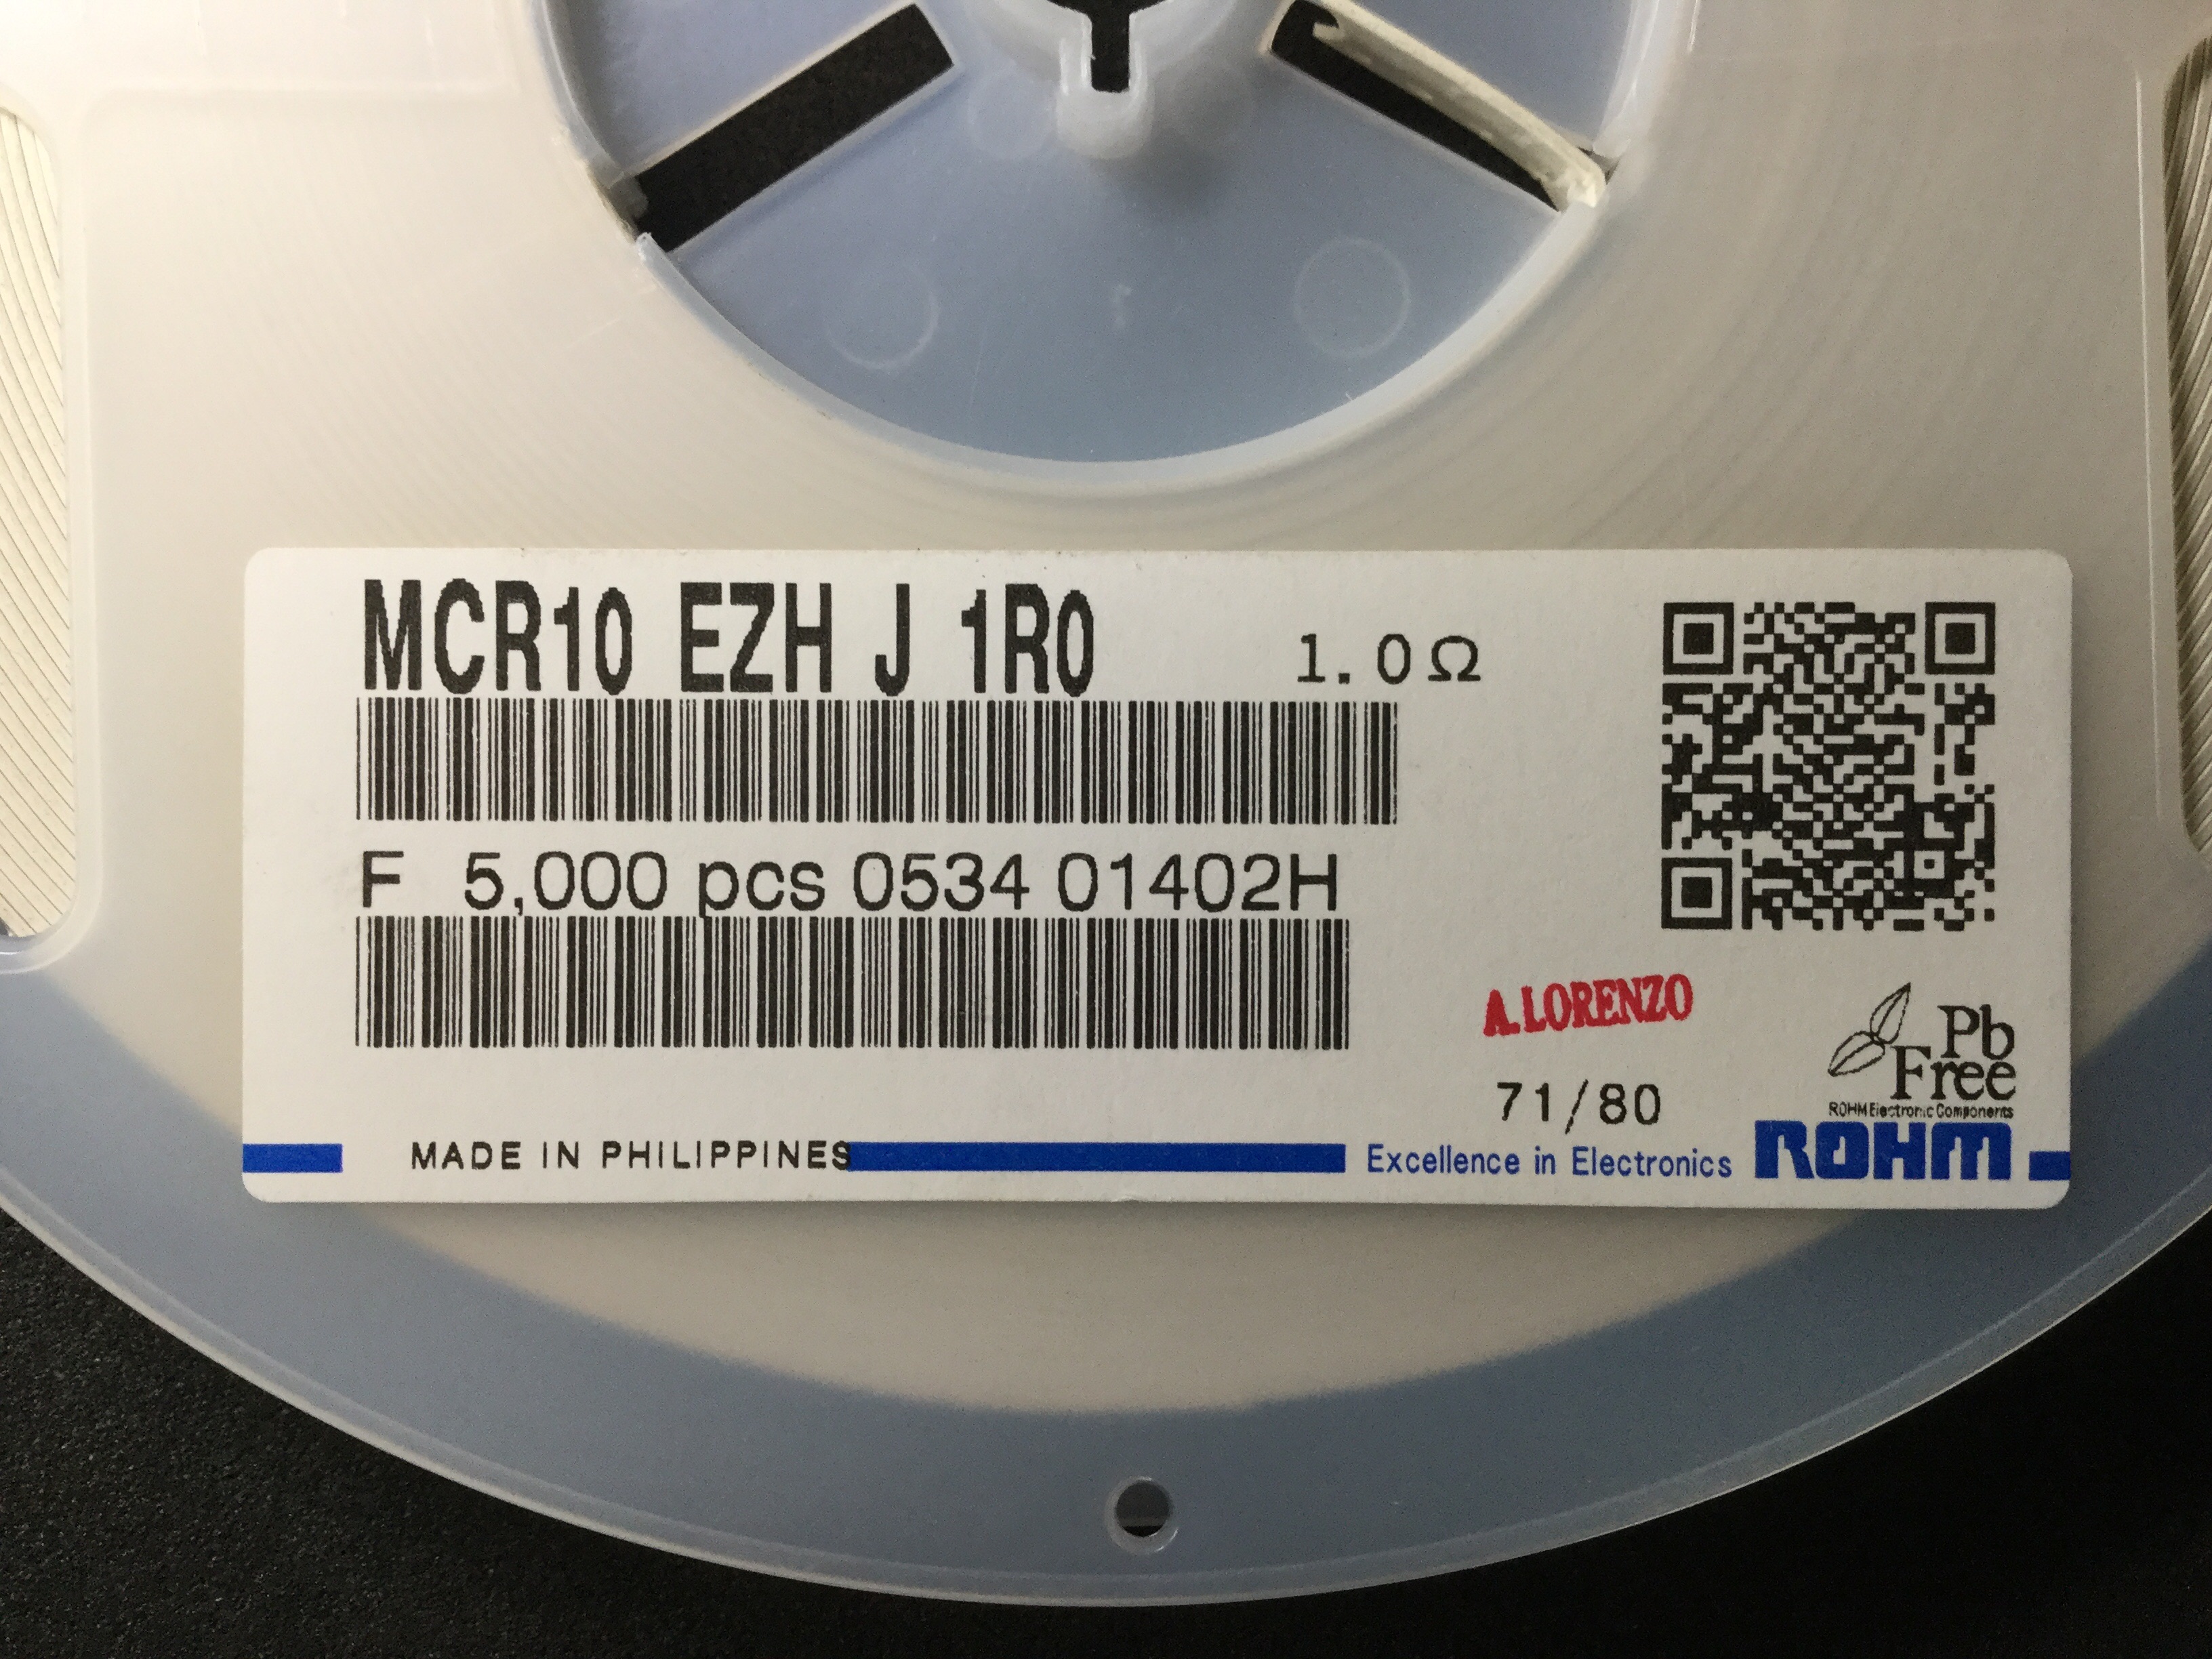 MCR10 EZH J 1R0 1.0Ω
F 5,000 pcs 0534 01402H
A.LORENZO
71/80
Pb
Free
ROHM Electronic Components
MADE IN PHILIPPINES Excellence in Electronics ROHM